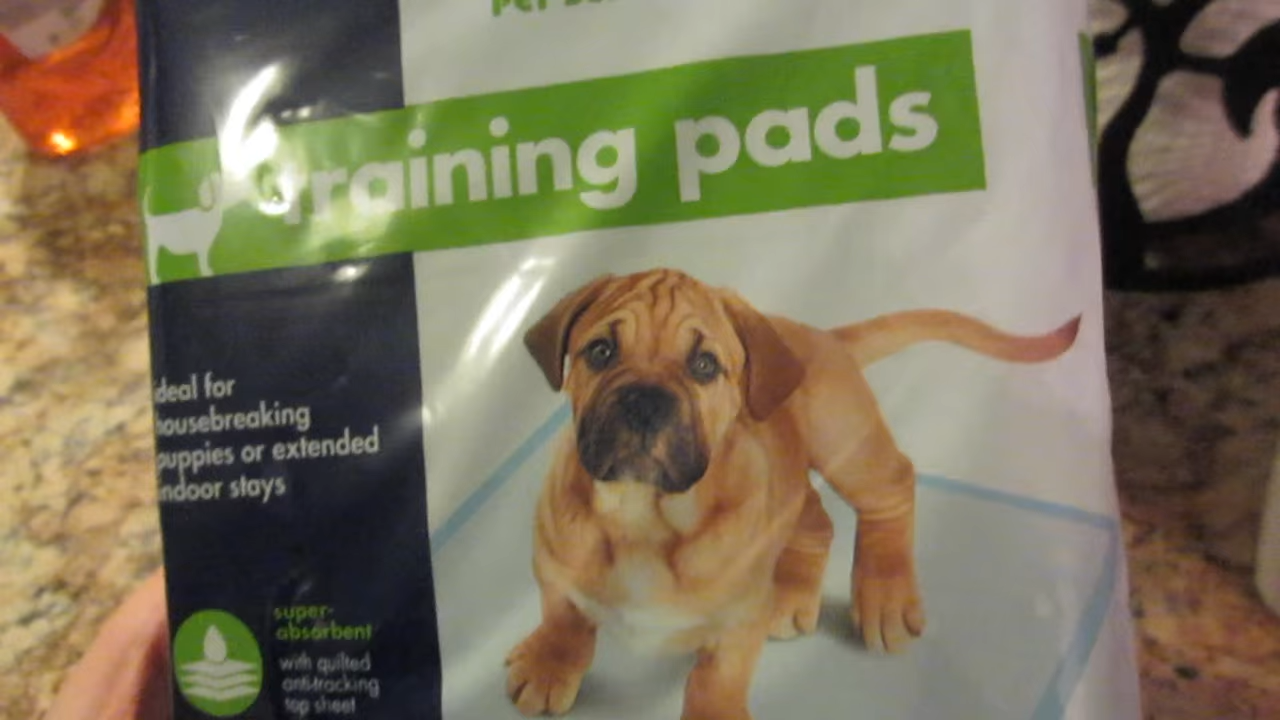 training pads
ideal for
housebreaking
puppies or extended
indoor stays
super-
absorbent
with quilted
anti-tracking
top sheet